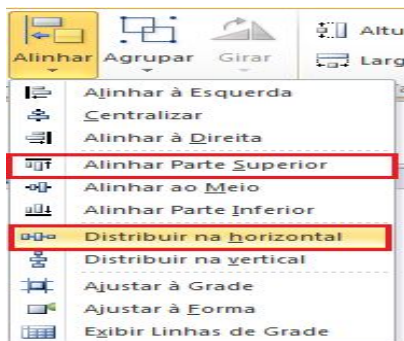 Alinhar Agrupar Girar Altu
Larg
Alinhar à Esquerda
Centralizar
Alinhar à Direita
Alinhar Parte Superior
Alinhar ao Meio
Alinhar Parte Inferior
Distribuir na horizontal
Distribuir na vertical
Ajustar à Grade
Ajustar à Forma
Exibir Linhas de Grade